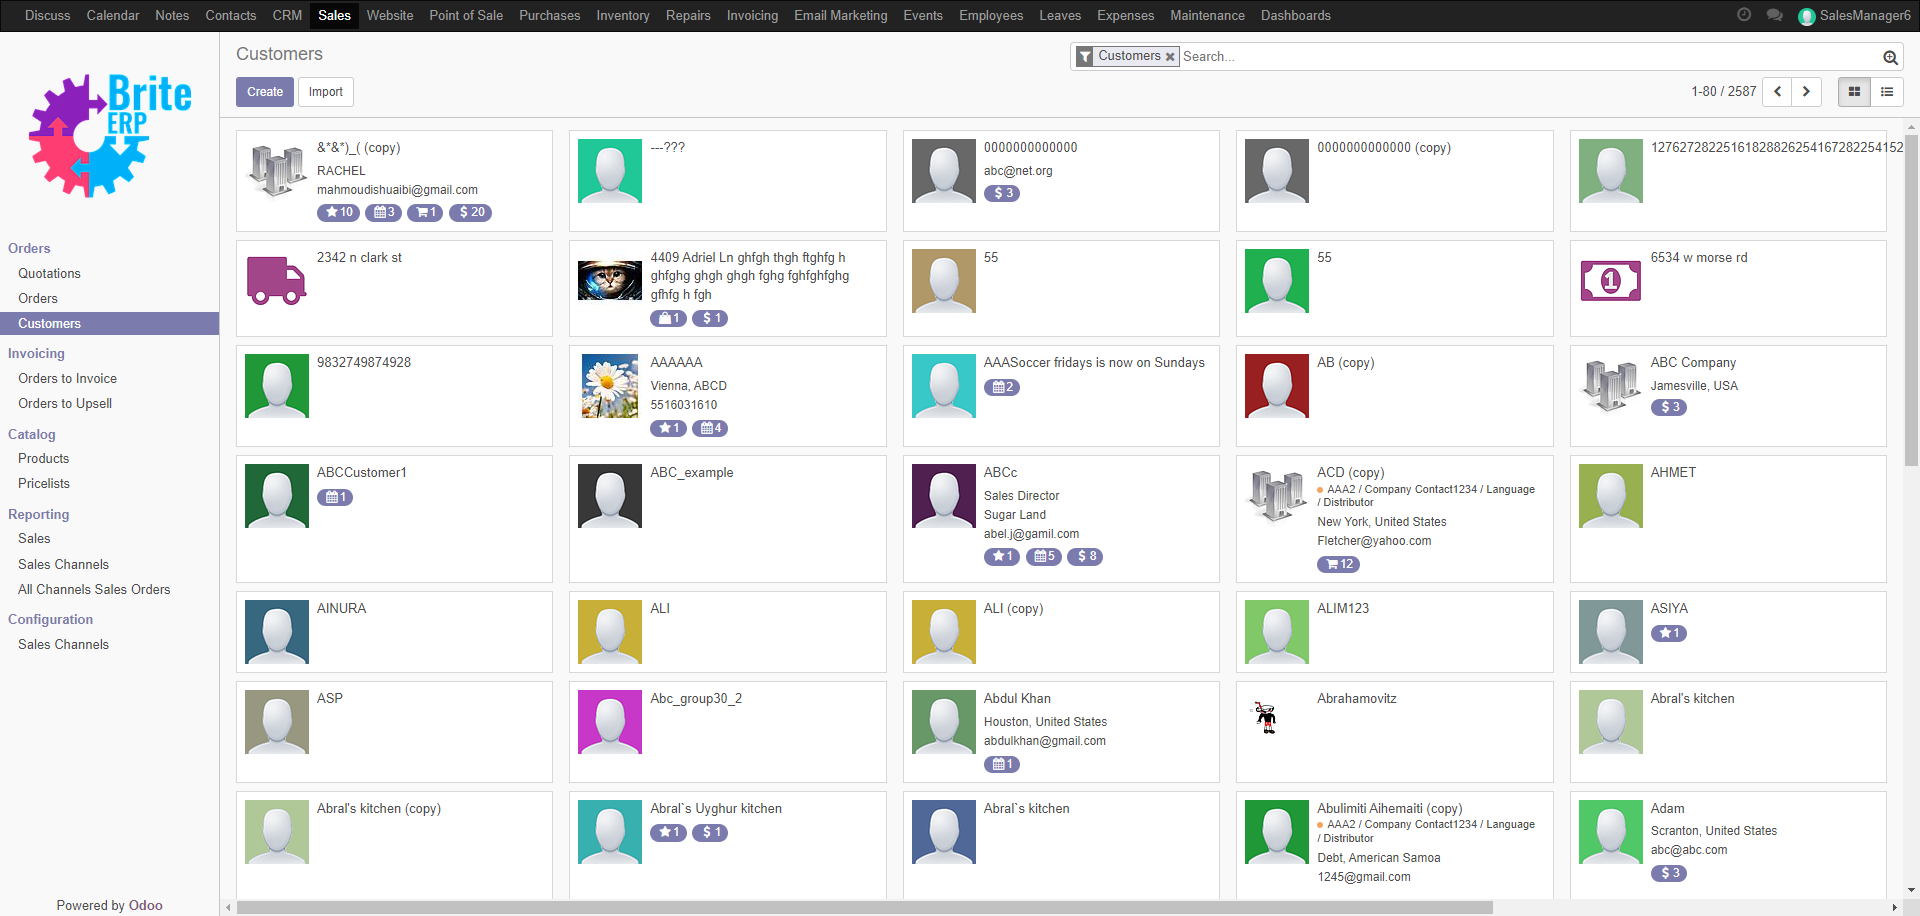 Discuss Calendar Notes Contacts CRM Sales Website Point of Sale Purchases Inventory Repairs Invoicing Email Marketing Events Employees Leaves Expenses Maintenance Dashboards SalesManager6
Brite
ERP
Orders
Quotations
Orders
Customers
Invoicing
Orders to Invoice
Orders to Upsell
Catalog
Products
Pricelists
Reporting
Sales
Sales Channels
All Channels Sales Orders
Configuration
Sales Channels
Powered by Odoo
Customers
Customers Search...
Create Import
1-80 / 2587
&*&*)_( (copy)
RACHEL
mahmoudishuaibi@gmail.com
10 3 1 $ 20
---???
0000000000000
abc@net.org
$ 3
0000000000000 (copy)
12762728225161828826254167282254152
2342 n clark st
4409 Adriel Ln ghfgh thgh ftghfg h
ghfghg ghgh ghgh fghg fghfghfghg
gfhfg h fgh
1 $ 1
55
55
6534 w morse rd
1
9832749874928
AAAAAA
Vienna, ABCD
5516031610
1 4
AAASoccer fridays is now on Sundays
2
AB (copy)
ABC Company
Jamesville, USA
$ 3
ABCCustomer1
1
ABC_example
ABCc
Sales Director
Sugar Land
abel.j@gamil.com
1 5 $ 8
ACD (copy)
AAA2 / Company Contact1234 / Language
/ Distributor
New York, United States
Fletcher@yahoo.com
12
AHMET
AINURA
ALI
ALI (copy)
ALIM123
ASIYA
1
ASP
Abc_group30_2
Abdul Khan
Houston, United States
abdulkhan@gmail.com
1
Abrahamovitz
Abral's kitchen
Abral's kitchen (copy)
Abral`s Uyghur kitchen
1 $ 1
Abral`s kitchen
Abulimiti Aihemaiti (copy)
AAA2 / Company Contact1234 / Language
/ Distributor
Debt, American Samoa
1245@gmail.com
Adam
Scranton, United States
abc@abc.com
$ 3